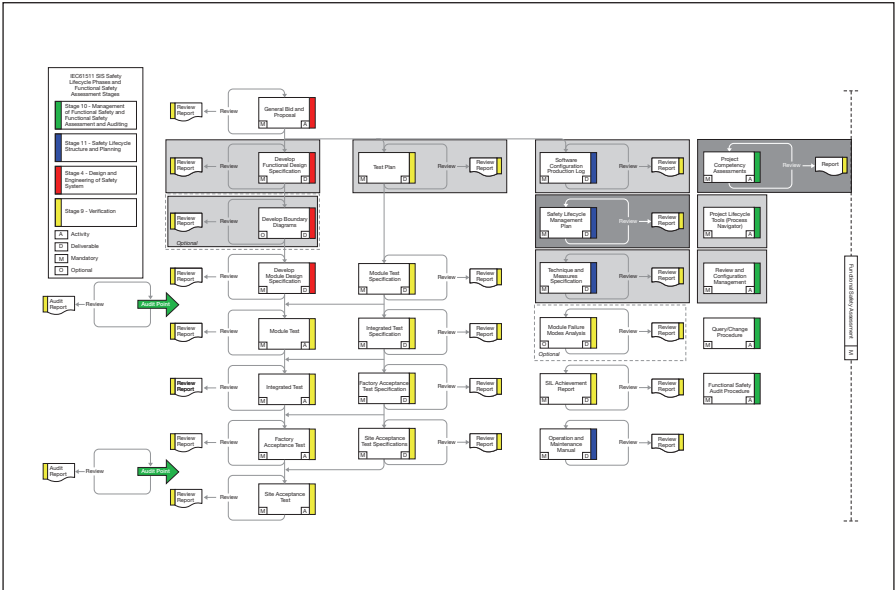 IEC61511 SIS Safety
Lifecycle Phases and
Functional Safety
Assessment Stages
Stage 10 - Management
of Functional Safety and
Functional Safety
Assessment and Auditing
Stage 11 - Safety Lifecycle
Structure and Planning
Stage 4 - Design and
Engineering of Safety
System
Stage 9 - Verification
A Activity
D Deliverable
M Mandatory
O Optional
Review
Report
Review
General Bid and
Proposal
M A
Review
Report
Review
Develop
Functional Design
Specification
M D
Test Plan
M D
Review
Review
Report
Software
Configuration
Production Log
M D
Review
Review
Report
Project
Competency
Assessments
M A
Review
Report
Review
Report
Review
Develop Boundary
Diagrams
O D
Optional
Safety Lifecycle
Management
Plan
M D
Review
Review
Report
Project Lifecycle
Tools (Process
Navigator)
M A
Review
Report
Review
Develop
Module Design
Specification
M D
Module Test
Specification
M D
Review
Review
Report
Technique and
Measures
Specification
M D
Review
Review
Report
Review and
Configuration
Management
M A
Audit
Report
Review
Audit Point
Review
Report
Review
Module Test
M A
Integrated Test
Specification
M D
Review
Review
Report
Module Failure
Modes Analysis
O D
Optional
Review
Review
Report
Query/Change
Procedure
M A
Review
Report
Review
Integrated Test
M A
Factory Acceptance
Test Specification
M D
Review
Review
Report
SIL Achievement
Report
M D
Review
Review
Report
Functional Safety
Audit Procedure
M A
Review
Report
Review
Factory
Acceptance Test
M A
Site Acceptance
Test Specifications
M D
Review
Review
Report
Operation and
Maintenance
Manual
M D
Review
Review
Report
Audit
Report
Review
Audit Point
Review
Report
Review
Site Acceptance
Test
M A
Functional Safety Assessment
M